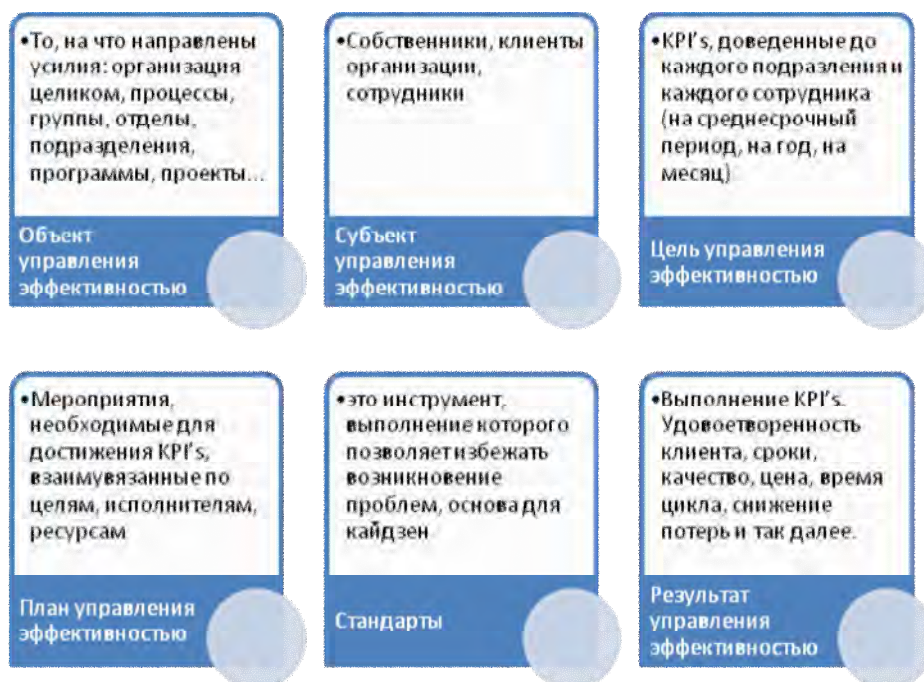 •То, на что направлены
усилия: организация
целиком, процессы,
группы, отделы,
подразделения,
программы, проекты...
Объект
управления
эффективностью
•Собственники, клиенты
организации,
сотрудники
Субъект
управления
эффективностью
•KPI's, доведенные до
каждого подразления и
каждого сотрудника
(на среднесрочный
период, на год, на
месяц)
Цель управления
эффективностью
•Мероприятия,
необходимые для
достижения KPI's,
взаимувязанные по
целям, исполнителям,
ресурсам
План управления
эффективностью
•это инструмент,
выполнение которого
позволяет избежать
возникновение
проблем, основа для
кайдзен
Стандарты
•Выполнение KPI's.
Удовоетворенность
клиента, сроки,
качество, цена, время
цикла, снижение
потерь и так далее.
Результат
управления
эффективностью